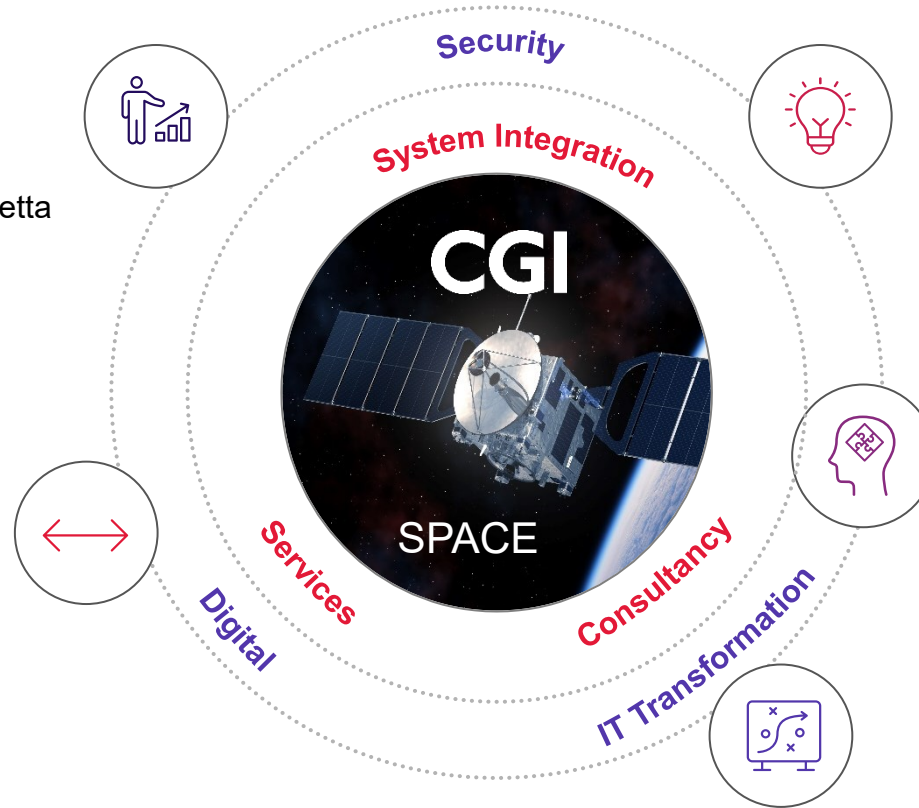 Security
System Integration
etta
CGI
SPACE
Services
Consultancy
Digital
IT Transformation